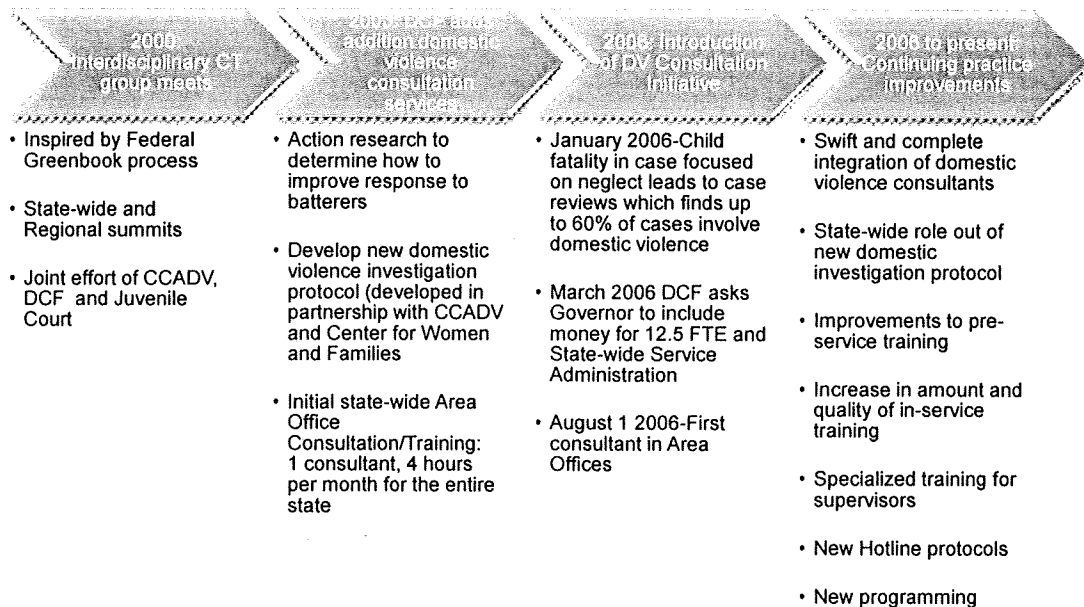 2000:
Interdisciplinary CT
group meets
• Inspired by Federal
Greenbook process
• State-wide and
Regional summits
• Joint effort of CCADV,
DCF and Juvenile
Court
addition domestic
violence
consultation
services
• Action research to
determine how to
improve response to
batterers
• Develop new domestic
violence investigation
protocol (developed in
partnership with CCADV
and Center for Women
and Families
• Initial state-wide Area
Office
Consultation/Training:
1 consultant, 4 hours
per month for the entire
state
2006: Introduction
of DV Consultation
Initiative
• January 2006-Child
fatality in case focused
on neglect leads to case
reviews which finds up
to 60% of cases involve
domestic violence
• March 2006 DCF asks
Governor to include
money for 12.5 FTE and
State-wide Service
Administration
• August 1 2006-First
consultant in Area
Offices
2006 to present:
Continuing practice
improvements
• Swift and complete
integration of domestic
violence consultants
• State-wide role out of
new domestic
investigation protocol
• Improvements to pre-
service training
• Increase in amount and
quality of in-service
training
• Specialized training for
supervisors
• New Hotline protocols
• New programming